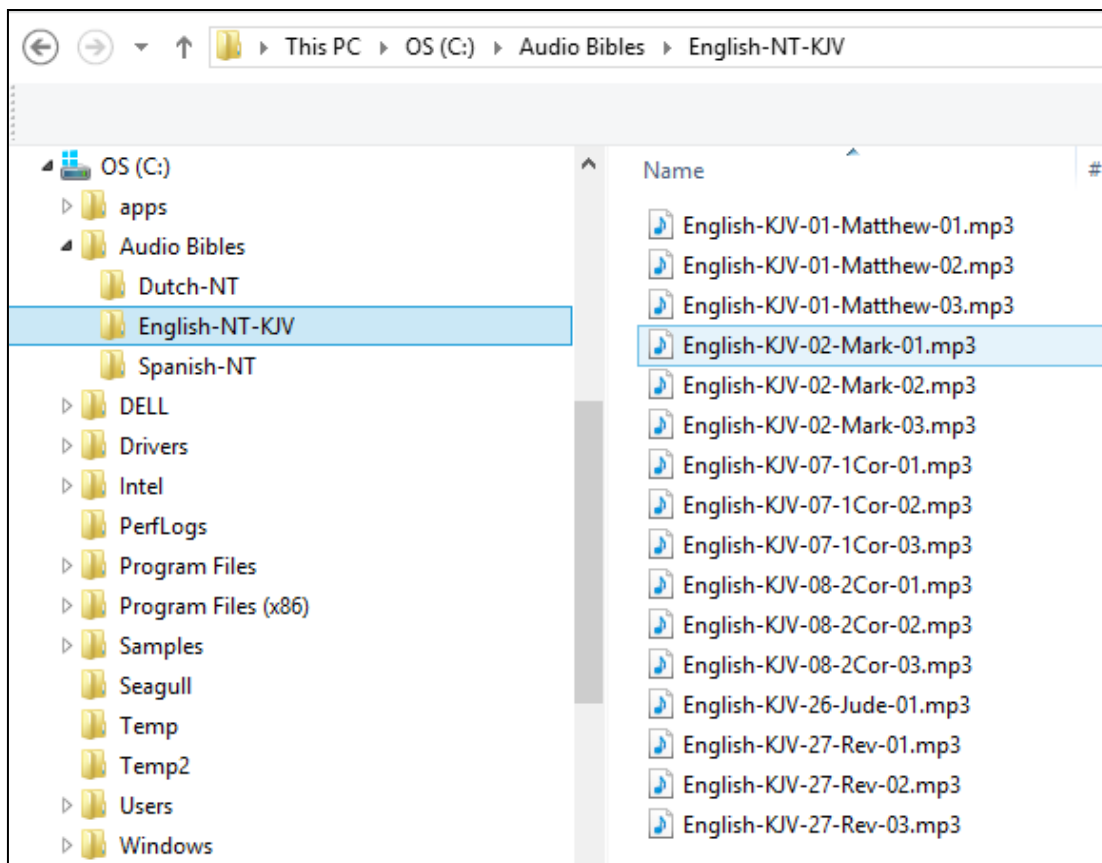 This PC OS (C:) Audio Bibles English-NT-KJV
OS (C:)
apps
Audio Bibles
Dutch-NT
English-NT-KJV
Spanish-NT
DELL
Drivers
Intel
PerfLogs
Program Files
Program Files (x86)
Samples
Seagull
Temp
Temp2
Users
Windows
Name #
English-KJV-01-Matthew-01.mp3
English-KJV-01-Matthew-02.mp3
English-KJV-01-Matthew-03.mp3
English-KJV-02-Mark-01.mp3
English-KJV-02-Mark-02.mp3
English-KJV-02-Mark-03.mp3
English-KJV-07-1Cor-01.mp3
English-KJV-07-1Cor-02.mp3
English-KJV-07-1Cor-03.mp3
English-KJV-08-2Cor-01.mp3
English-KJV-08-2Cor-02.mp3
English-KJV-08-2Cor-03.mp3
English-KJV-26-Jude-01.mp3
English-KJV-27-Rev-01.mp3
English-KJV-27-Rev-02.mp3
English-KJV-27-Rev-03.mp3